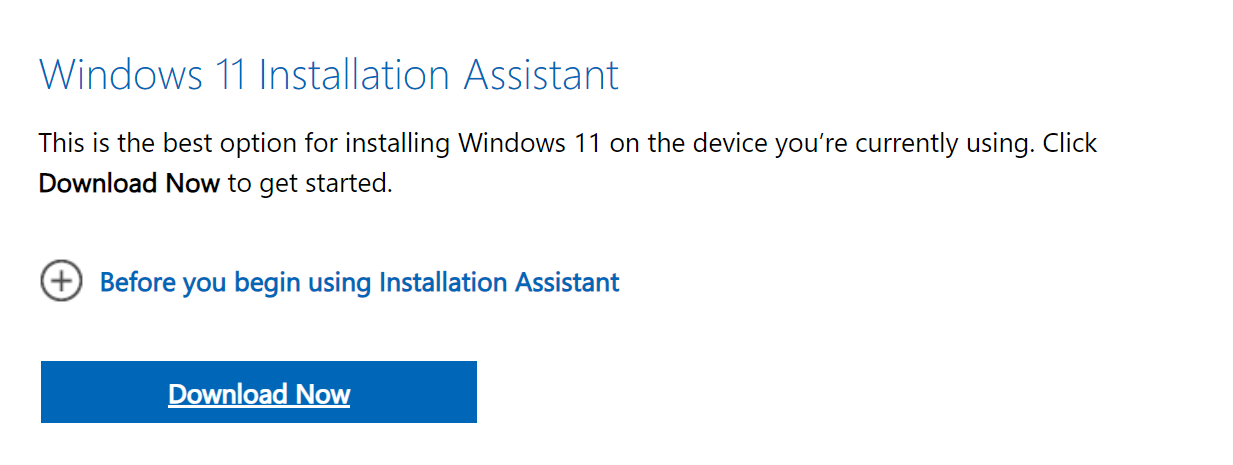 Windows 11 Installation Assistant
This is the best option for installing Windows 11 on the device you’re currently using. Click
Download Now to get started.
Before you begin using Installation Assistant
Download Now